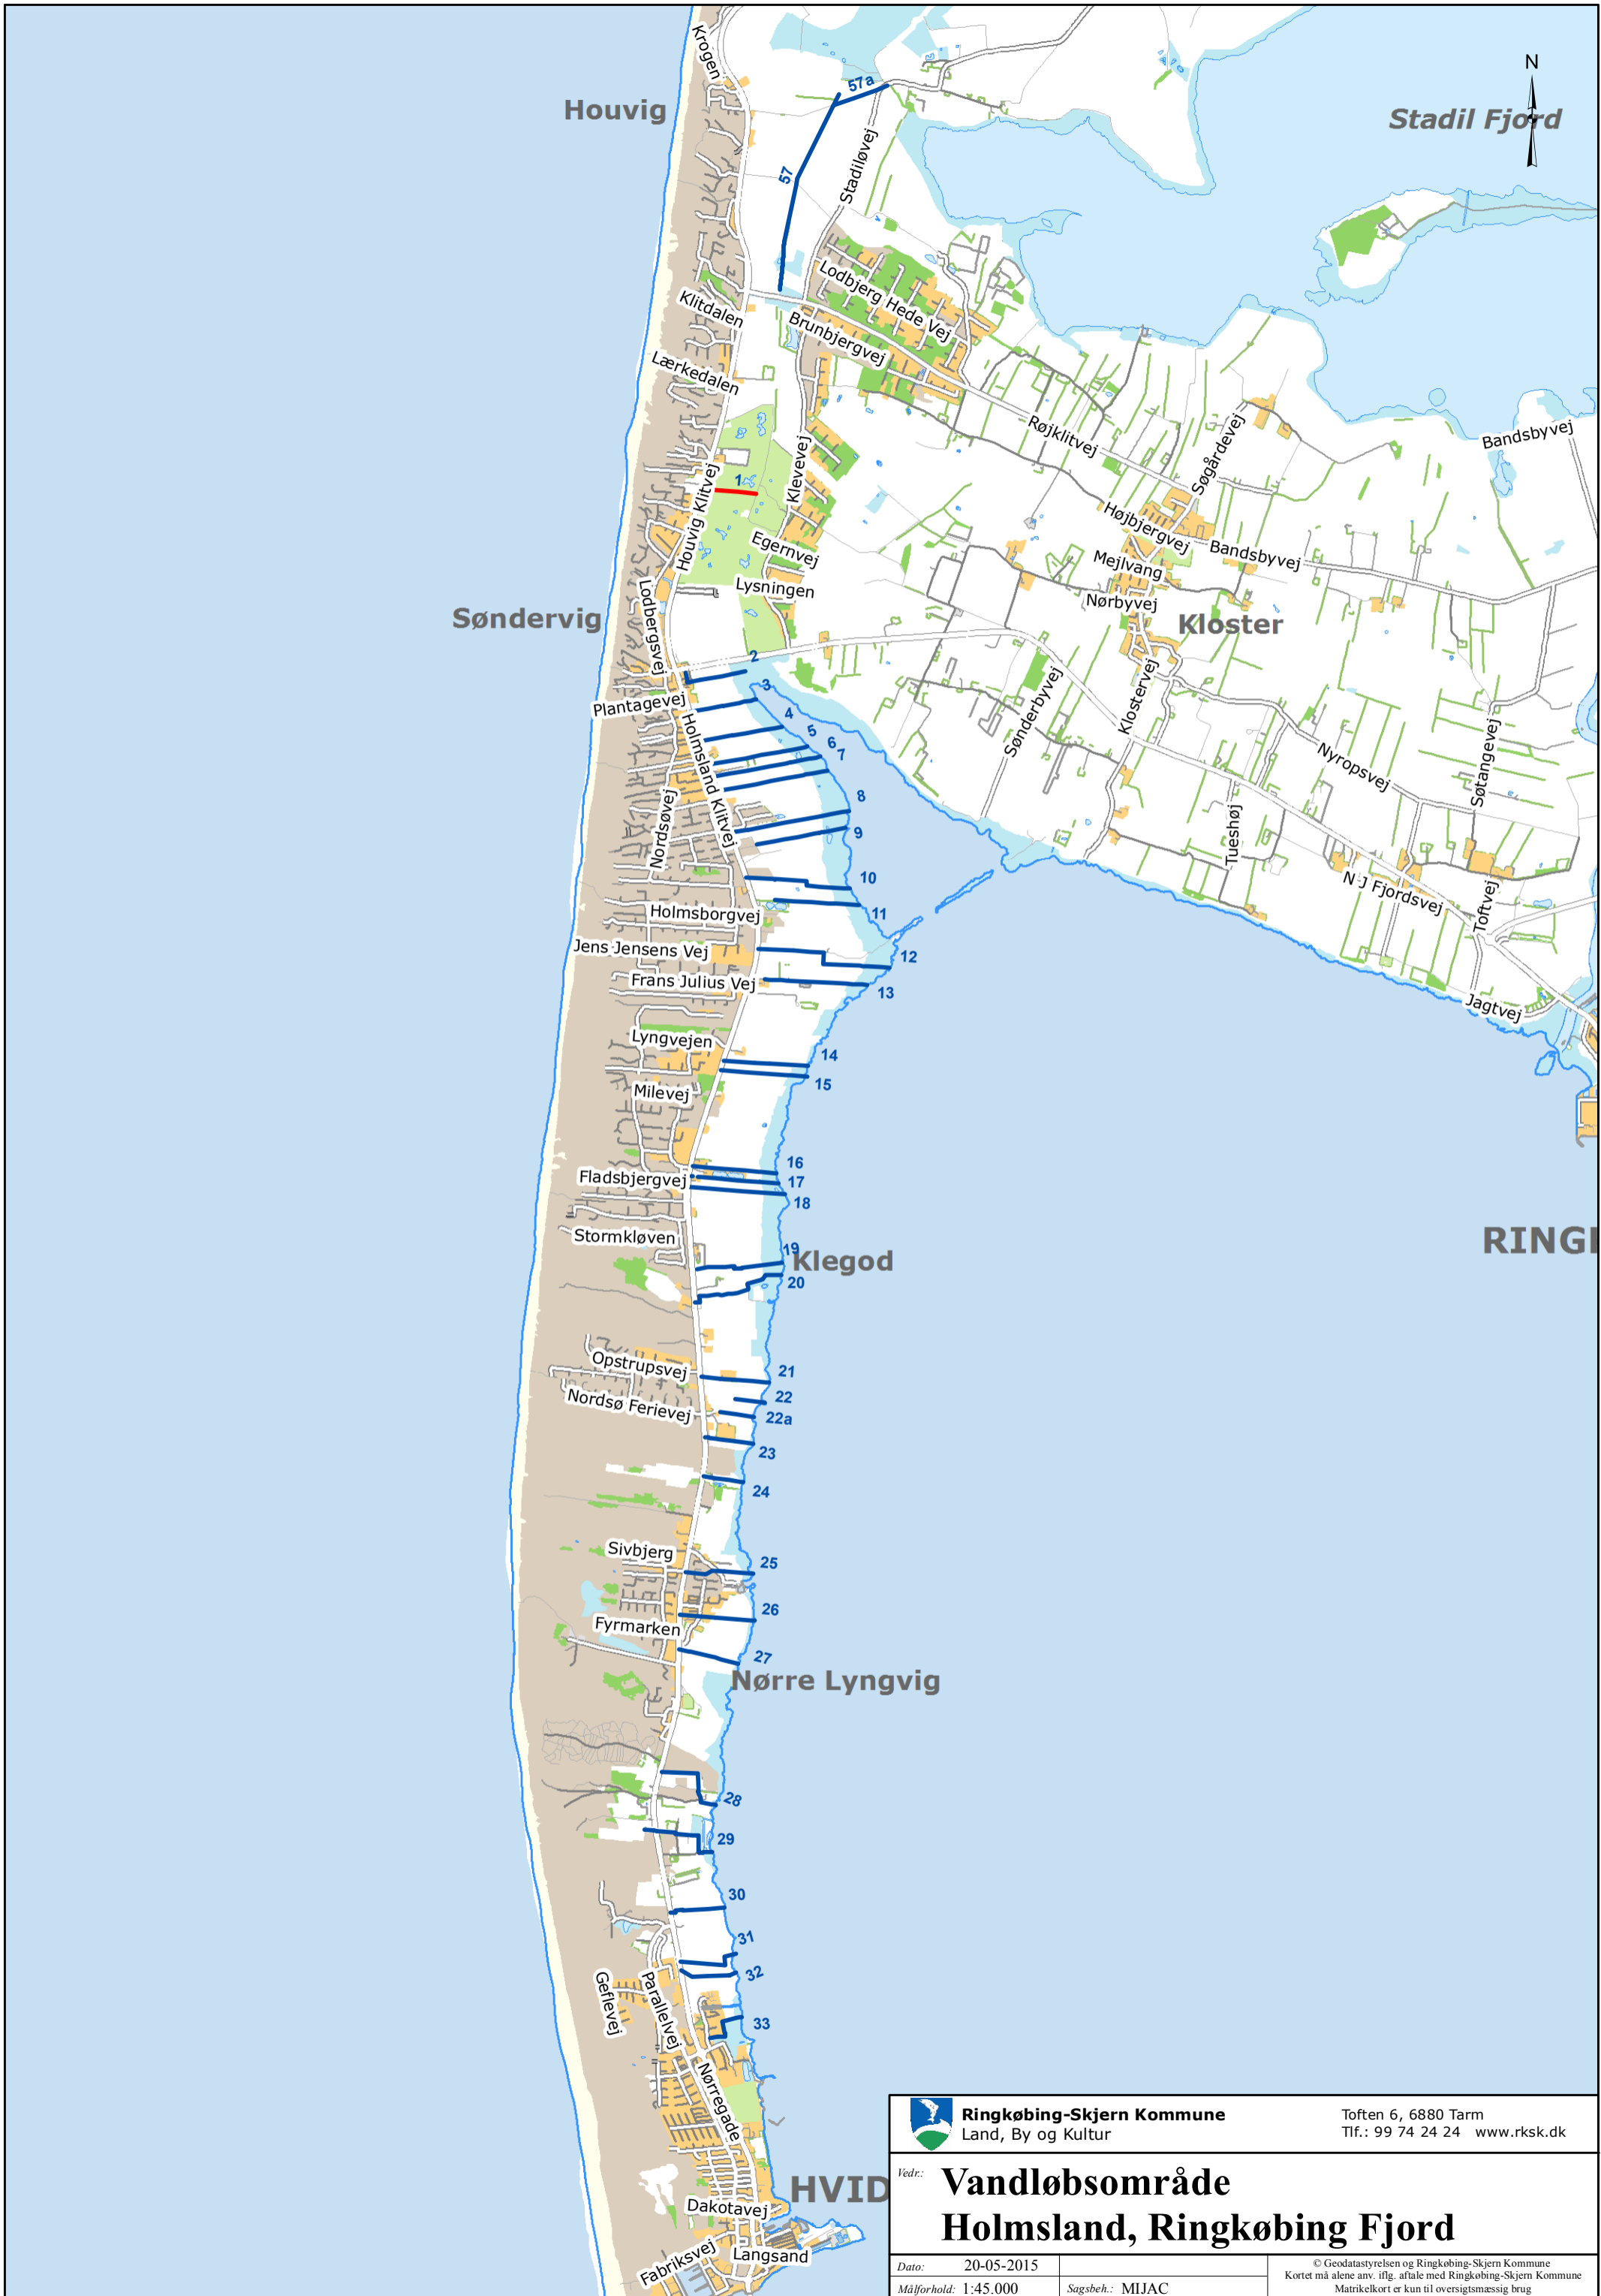 Krogen
57a
N
Houvig
Stadil Fjord
Stadiløvej
57
Lodbjerg Hede Vej
Klitdalen
Brunbjergvej
Lærkedalen
Røjklitvej
Søgårdevej
Bandsbyvej
Klevevej
1
Houvig Klitvej
Højbjergvej
Bandsbyvej
Egernvej
Mejlvang
Lysningen
Nørbyvej
Lodbergsvej
Søndervig
Kloster
2
3
Plantagevej
Holmsland Klitvej
4
5
6
7
Sønderbyvej
Klostervej
Nyropsvej
Søtangevej
Nordsøvej
8
9
Tueshøj
10
N J Fjordsvej
Toftvej
Holmsborgvej
11
Jens Jensens Vej
12
Frans Julius Vej
13
Jagtvej
Lyngvejen
14
15
Milevej
16
Fladsbjergvej
17
18
Stormkløven
RING
19
Klegod
20
Opstrupsvej
21
Nordsø Ferievej
22
22a
23
24
Sivbjerg
25
26
Fyrmarken
27
Nørre Lyngvig
28
29
30
31
32
Geflevej
Parallelvej
33
Nørregade
HVID
Dakotavej
Fabriksvej
Langsand
Ringkøbing-Skjern Kommune
Land, By og Kultur
Toften 6, 6880 Tarm
Tlf.: 99 74 24 24 www.rksk.dk
Vedr.: Vandløbsområde
Holmsland, Ringkøbing Fjord
Dato: 20-05-2015
Målforhold: 1:45.000
Sagsbeh.: MIJAC
© Geodatastyrelsen og Ringkøbing-Skjern Kommune
Kortet må alene anv. iflg. aftale med Ringkøbing-Skjern Kommune
Matrikelkort er kun til oversigtsmæssig brug